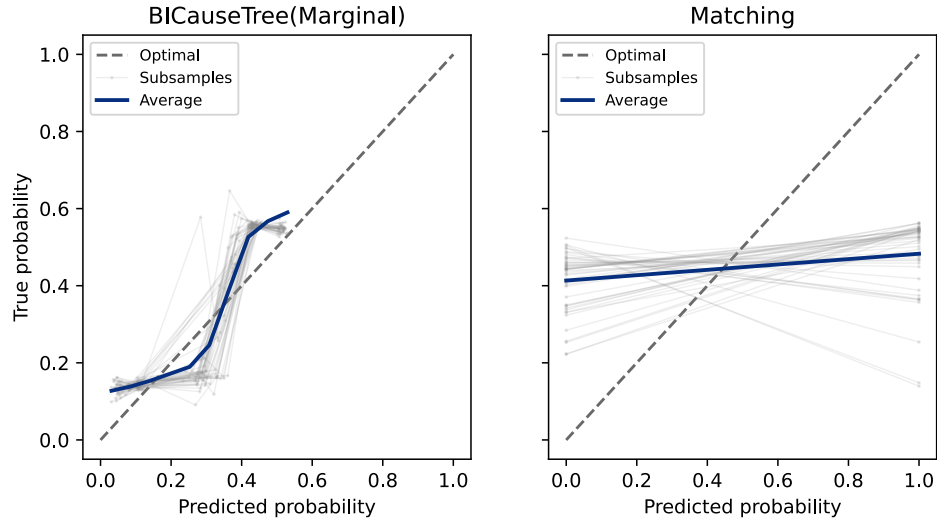 BICauseTree(Marginal)
Optimal
Subsamples
Average
True probability
1.0
0.8
0.6
0.4
0.2
0.0
0.0 0.2 0.4 0.6 0.8 1.0
Predicted probability
Matching
Optimal
Subsamples
Average
0.0 0.2 0.4 0.6 0.8 1.0
Predicted probability